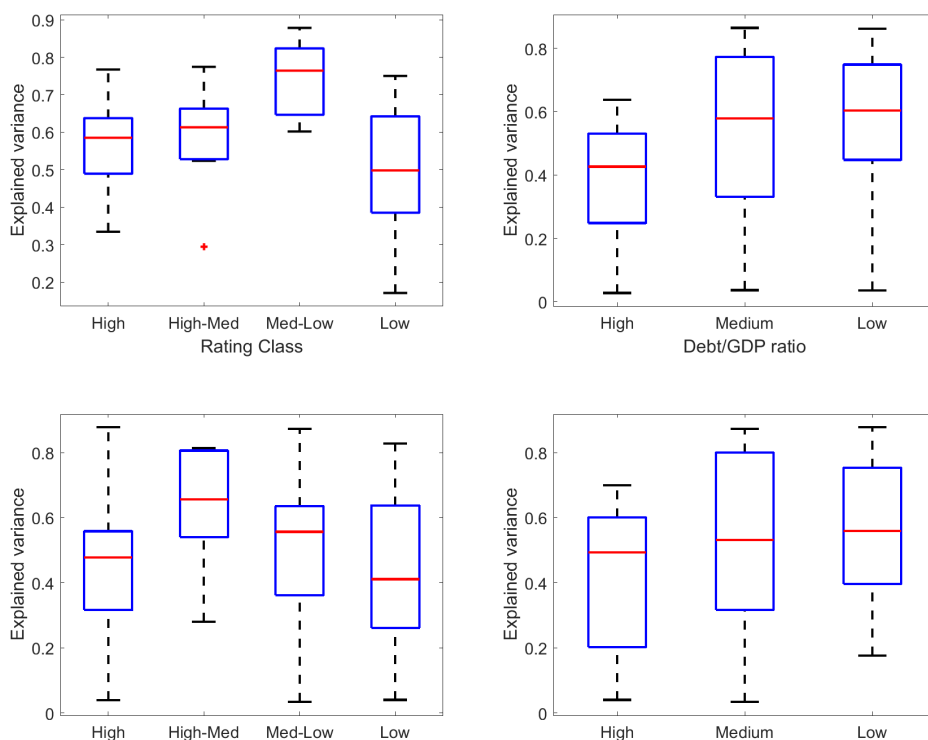 Explained variance
0.9
0.8
0.7
0.6
0.5
0.4
0.3
0.2
High High-Med Med-Low Low
Rating Class
Explained variance
0.8
0.6
0.4
0.2
0
High Medium Low
Debt/GDP ratio
Explained variance
0.8
0.6
0.4
0.2
0
High High-Med Med-Low Low
Explained variance
0.8
0.6
0.4
0.2
0
High Medium Low